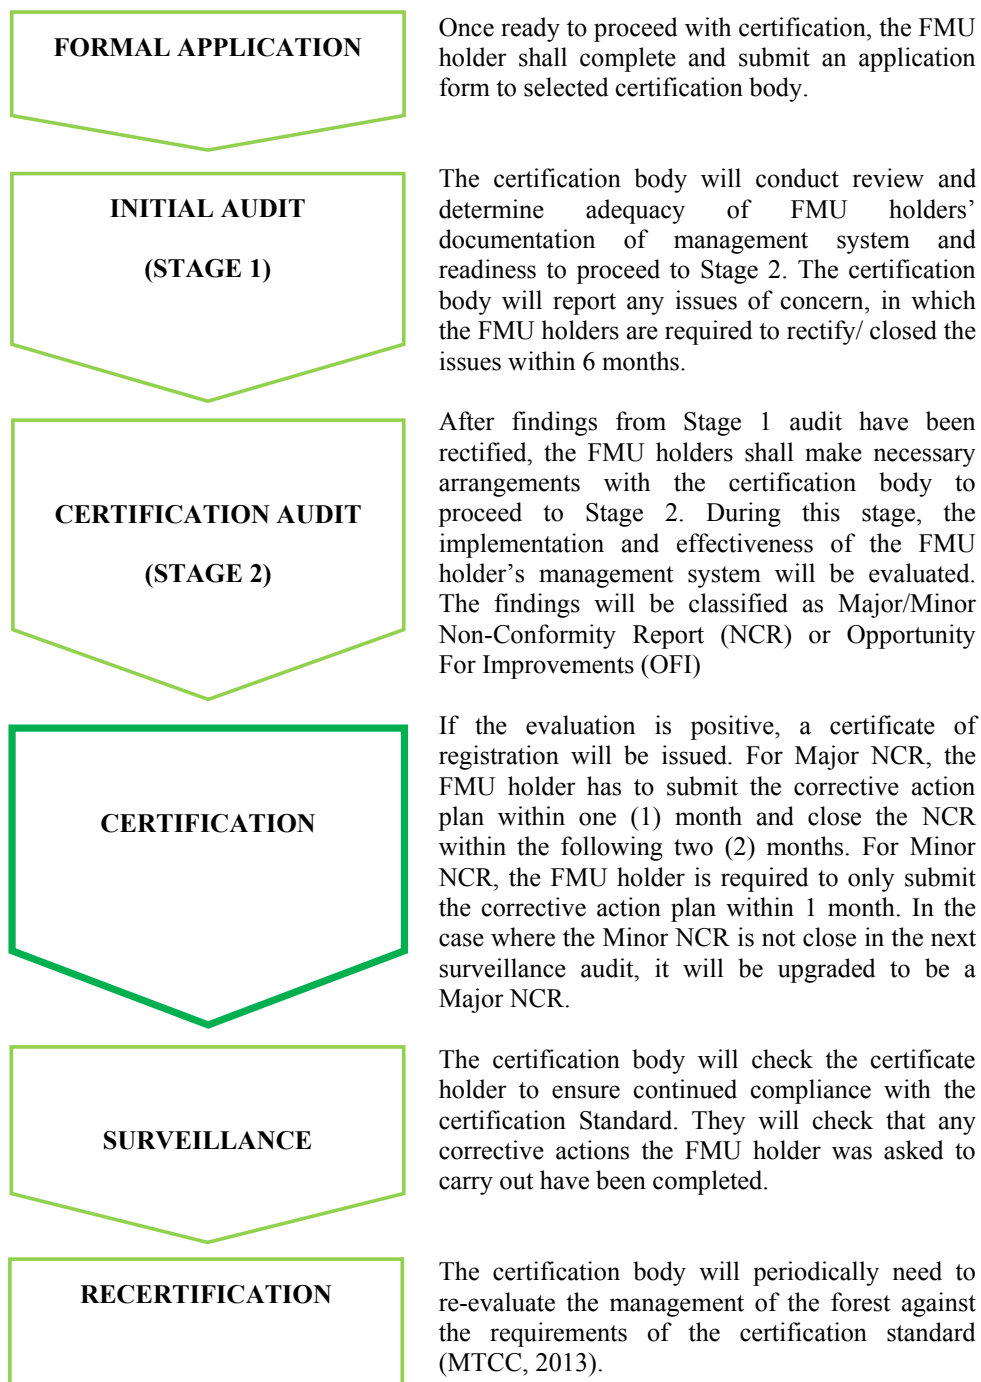 FORMAL APPLICATION
Once ready to proceed with certification, the FMU
holder shall complete and submit an application
form to selected certification body.
INITIAL AUDIT
(STAGE 1)
The certification body will conduct review and
determine adequacy of FMU holders’
documentation of management system and
readiness to proceed to Stage 2. The certification
body will report any issues of concern, in which
the FMU holders are required to rectify/ closed the
issues within 6 months.
CERTIFICATION AUDIT
(STAGE 2)
After findings from Stage 1 audit have been
rectified, the FMU holders shall make necessary
arrangements with the certification body to
proceed to Stage 2. During this stage, the
implementation and effectiveness of the FMU
holder’s management system will be evaluated.
The findings will be classified as Major/Minor
Non-Conformity Report (NCR) or Opportunity
For Improvements (OFI)
CERTIFICATION
If the evaluation is positive, a certificate of
registration will be issued. For Major NCR, the
FMU holder has to submit the corrective action
plan within one (1) month and close the NCR
within the following two (2) months. For Minor
NCR, the FMU holder is required to only submit
the corrective action plan within 1 month. In the
case where the Minor NCR is not close in the next
surveillance audit, it will be upgraded to be a
Major NCR.
SURVEILLANCE
The certification body will check the certificate
holder to ensure continued compliance with the
certification Standard. They will check that any
corrective actions the FMU holder was asked to
carry out have been completed.
RECERTIFICATION
The certification body will periodically need to
re-evaluate the management of the forest against
the requirements of the certification standard
(MTCC, 2013).